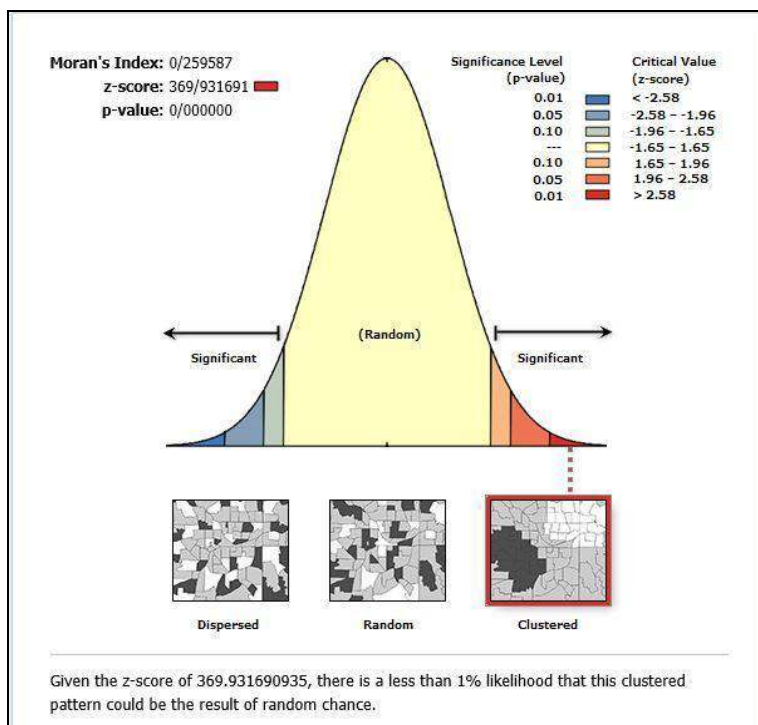 Moran's Index: 0/259587
z-score: 369/931691
p-value: 0/000000
Significance Level Critical Value
(p-value) (z-score)
0.01 < -2.58
0.05 -2.58 – -1.96
0.10 -1.96 – -1.65
--- -1.65 – 1.65
0.10 1.65 – 1.96
0.05 1.96 – 2.58
0.01 > 2.58
(Random)
Significant Significant
Dispersed Random Clustered
Given the z-score of 369.931690935, there is a less than 1% likelihood that this clustered
pattern could be the result of random chance.